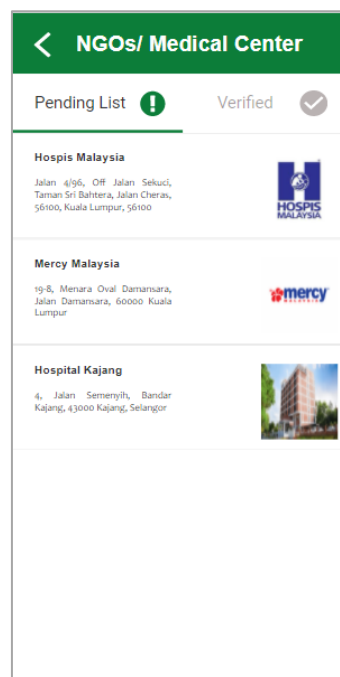 NGOs/ Medical Center
Pending List
Verified
Hospis Malaysia
Jalan 4/96, Off Jalan Sekuci,
Taman Sri Bahtera, Jalan Cheras,
56100, Kuala Lumpur, 56100
HOSPIS
MALAYSIA
Mercy Malaysia
19-8, Menara Oval Damansara,
Jalan Damansara, 60000 Kuala
Lumpur
mercy
Hospital Kajang
4, Jalan Semenyih, Bandar
Kajang, 43000 Kajang, Selangor